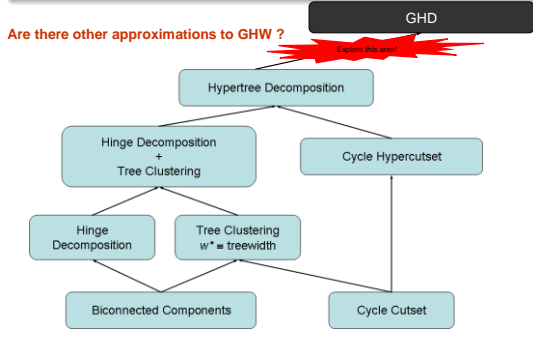 GHD
Are there other approximations to GHW ?
Explore this area!
Hypertree Decomposition
Hinge Decomposition
+
Tree Clustering
Cycle Hypercutset
Hinge
Decomposition
Tree Clustering
w* ≡ treewidth
Biconnected Components
Cycle Cutset